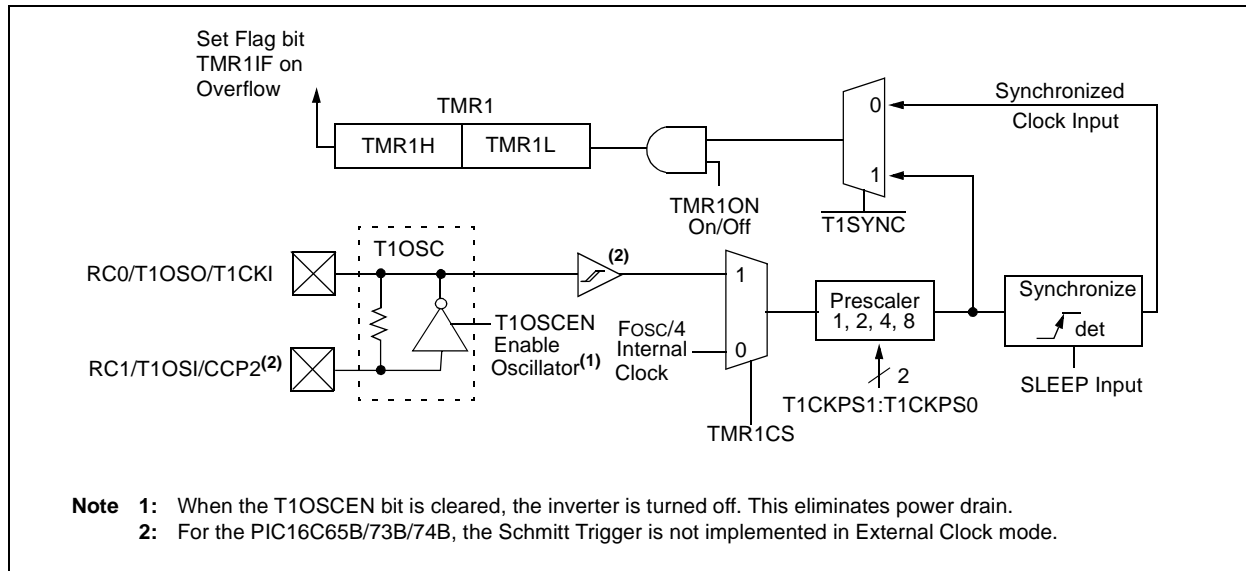 Set Flag bit
TMR1IF on
Overflow
TMR1
TMR1H
TMR1L
TMR1ON
On/Off
0
1
T1SYNC
Synchronized
Clock Input
RC0/T1OSO/T1CKI
T1OSC
(2)
RC1/T1OSI/CCP2(2)
T1OSCEN
Enable
Oscillator(1)
FOSC/4
Internal
Clock
1
0
TMR1CS
Prescaler
1, 2, 4, 8
2
T1CKPS1:T1CKPS0
Synchronize
det
SLEEP Input
Note 1: When the T1OSCEN bit is cleared, the inverter is turned off. This eliminates power drain.
2: For the PIC16C65B/73B/74B, the Schmitt Trigger is not implemented in External Clock mode.